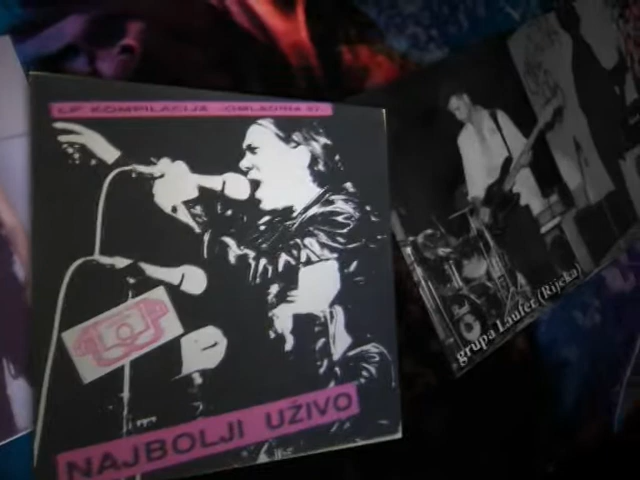 LP KOMPILACIJA OMLADINA 87
NAJBOLJI UŽIVO
grupa Laufer (Rijeka)